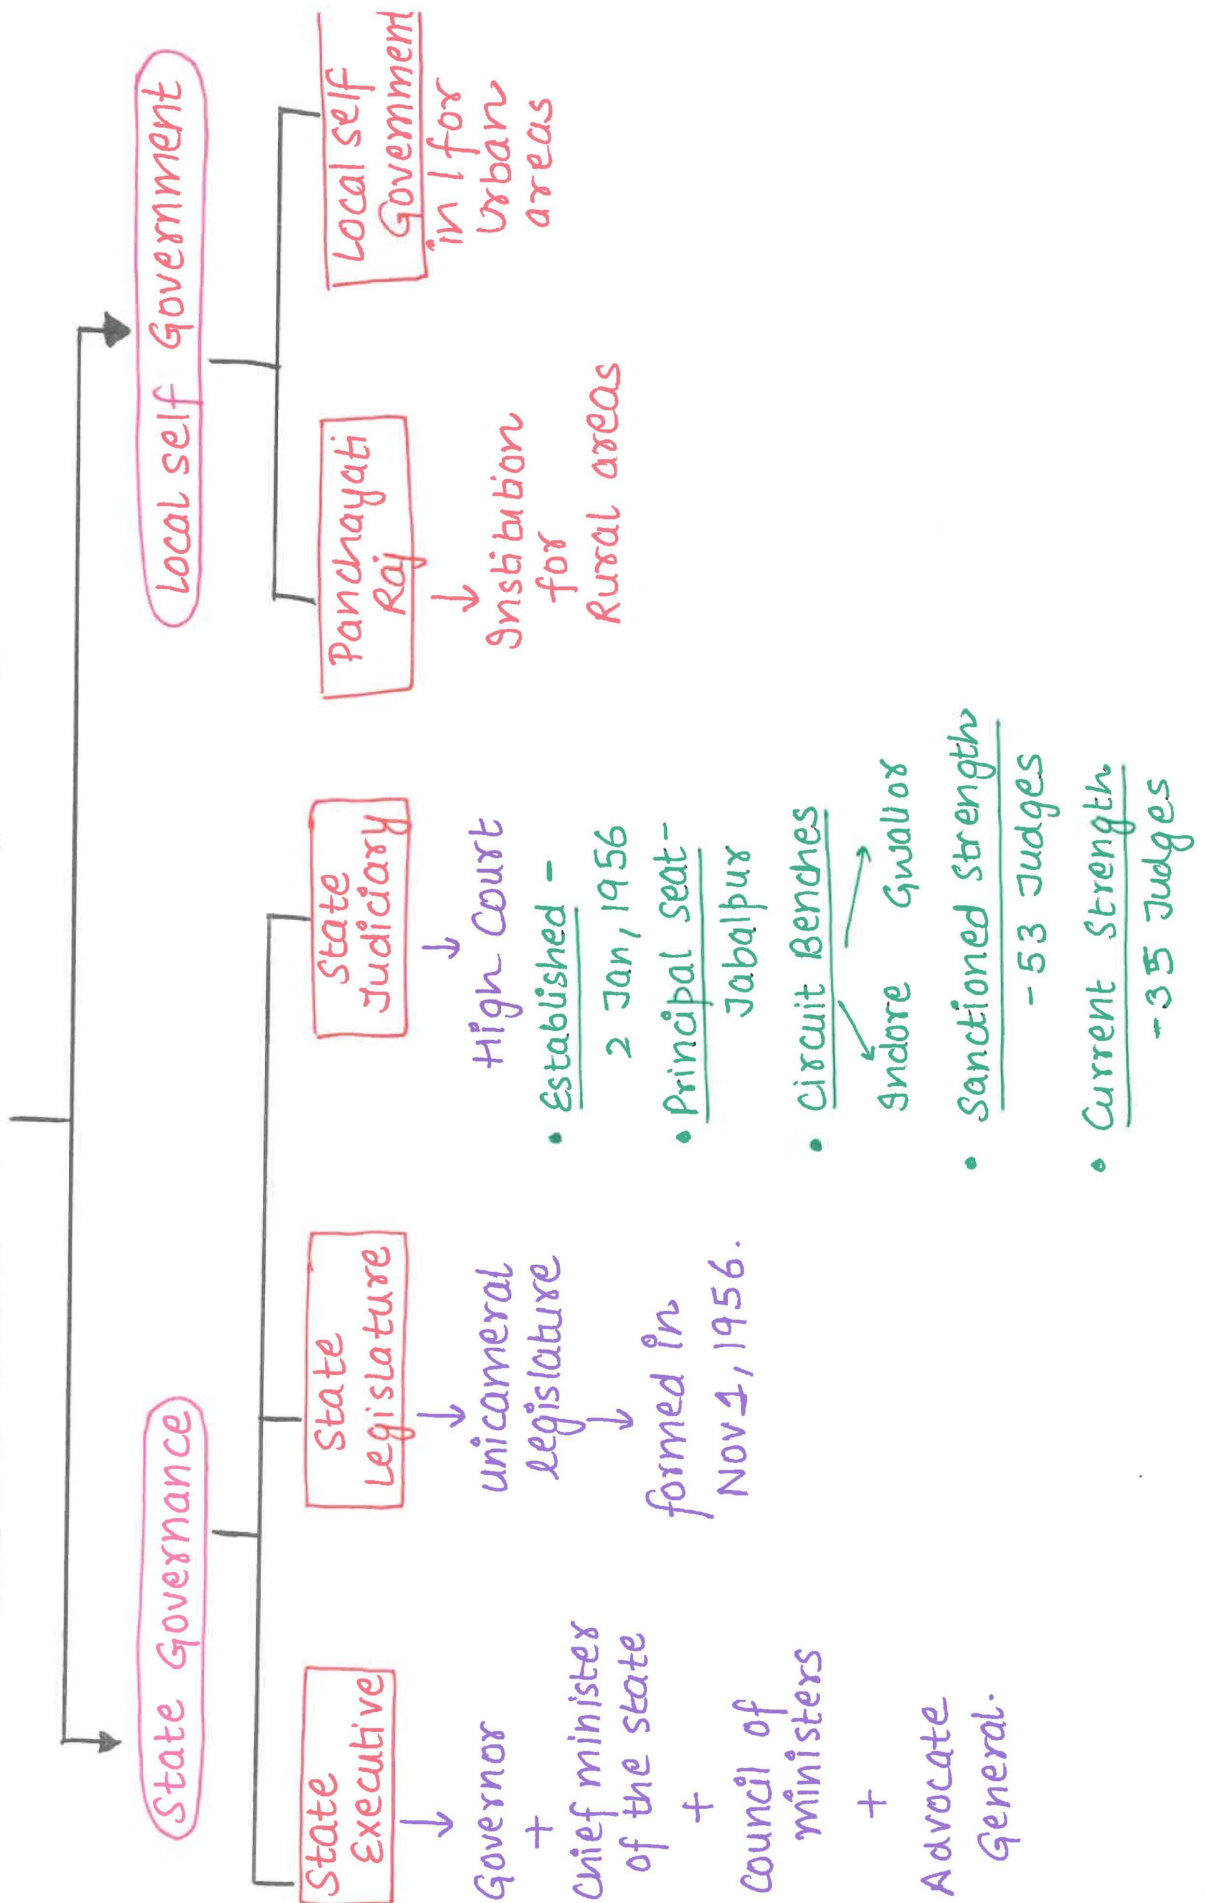 State Governance
Local self Government
State
Executive
Governor
+
Chief minister
of the state
+
Council of
ministers
+
Advocate
General.
State
Legislature
unicameral
legislature
formed in
Nov 1, 1956.
State
Judiciary
High Court
• Established -
2 Jan, 1956
• Principal seat-
Jabalpur
• Circuit Benches
Indore Gwalior
• Sanctioned Strength
- 53 Judges
• Current Strength
- 35 Judges
Panchayati
Raj
Institution
for
Rural areas
Local self
Government
in / for
Urban
areas